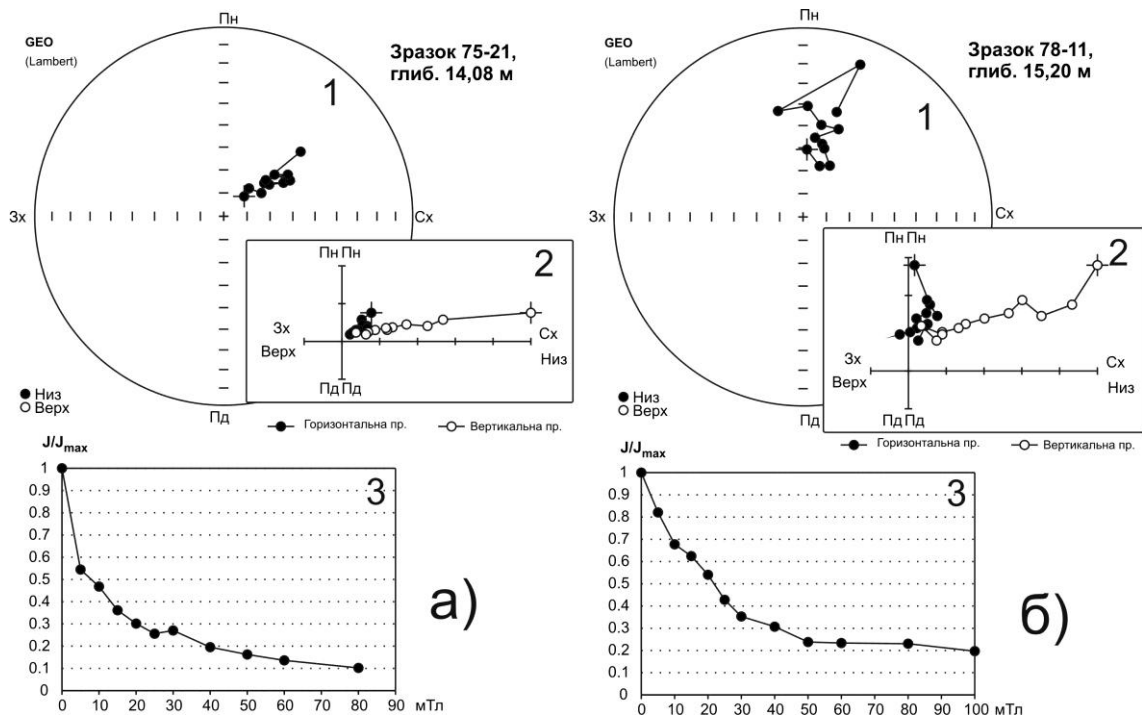 Пн
GEO
(Lambert)
Зразок 75-21,
глиб. 14,08 м
1
Зх
Сх
Пд
2
Пн Пн
Зх
Верх
Сх
Низ
Пд Пд
Низ
Верх
Горизонтальна пр.
Вертикальна пр.
J/Jmax
3
1
0.9
0.8
0.7
0.6
0.5
0.4
0.3
0.2
0.1
0
0 10 20 30 40 50 60 70 80 90 мТл
а)
Пн
GEO
(Lambert)
Зразок 78-11,
глиб. 15,20 м
1
Зх
Сх
Пд
2
Пн Пн
Зх
Верх
Сх
Низ
Пд Пд
Низ
Верх
Горизонтальна пр.
Вертикальна пр.
J/Jmax
3
1
0.9
0.8
0.7
0.6
0.5
0.4
0.3
0.2
0.1
0
0 10 20 30 40 50 60 70 80 90 100 мТл
б)